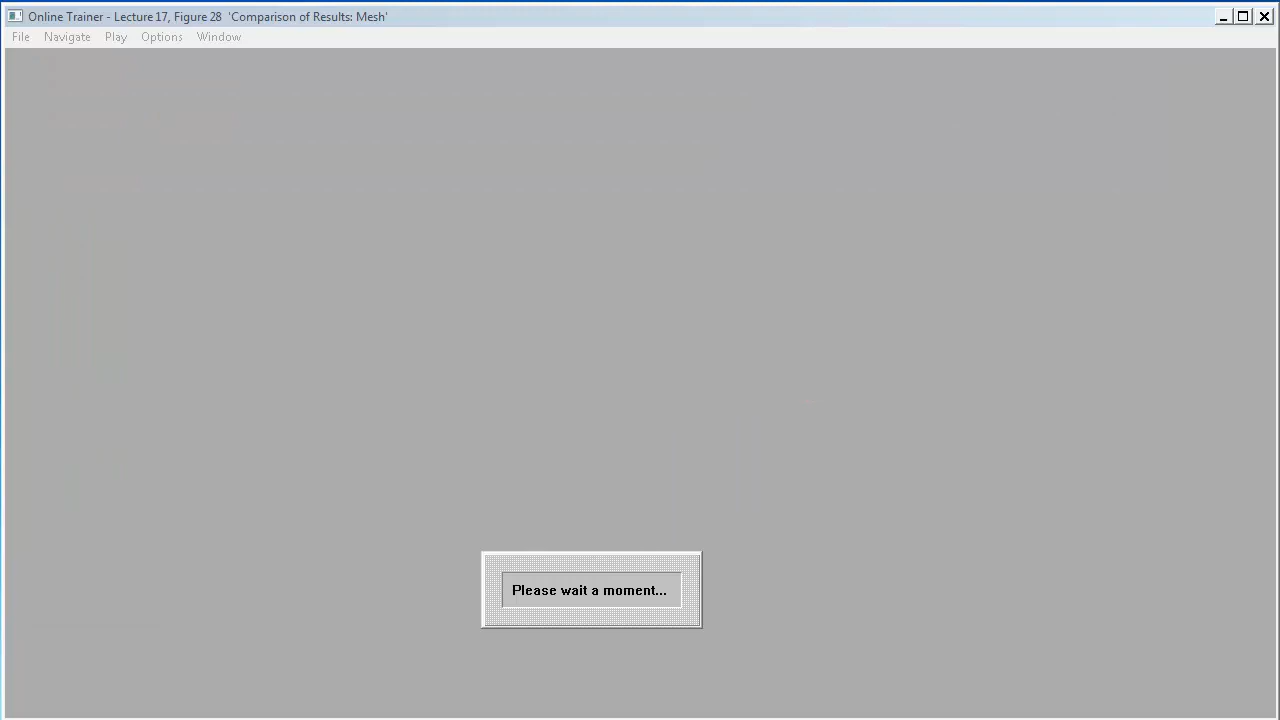 Online Trainer - Lecture 17, Figure 28 'Comparison of Results: Mesh'
File Navigate Play Options Window
Please wait a moment...